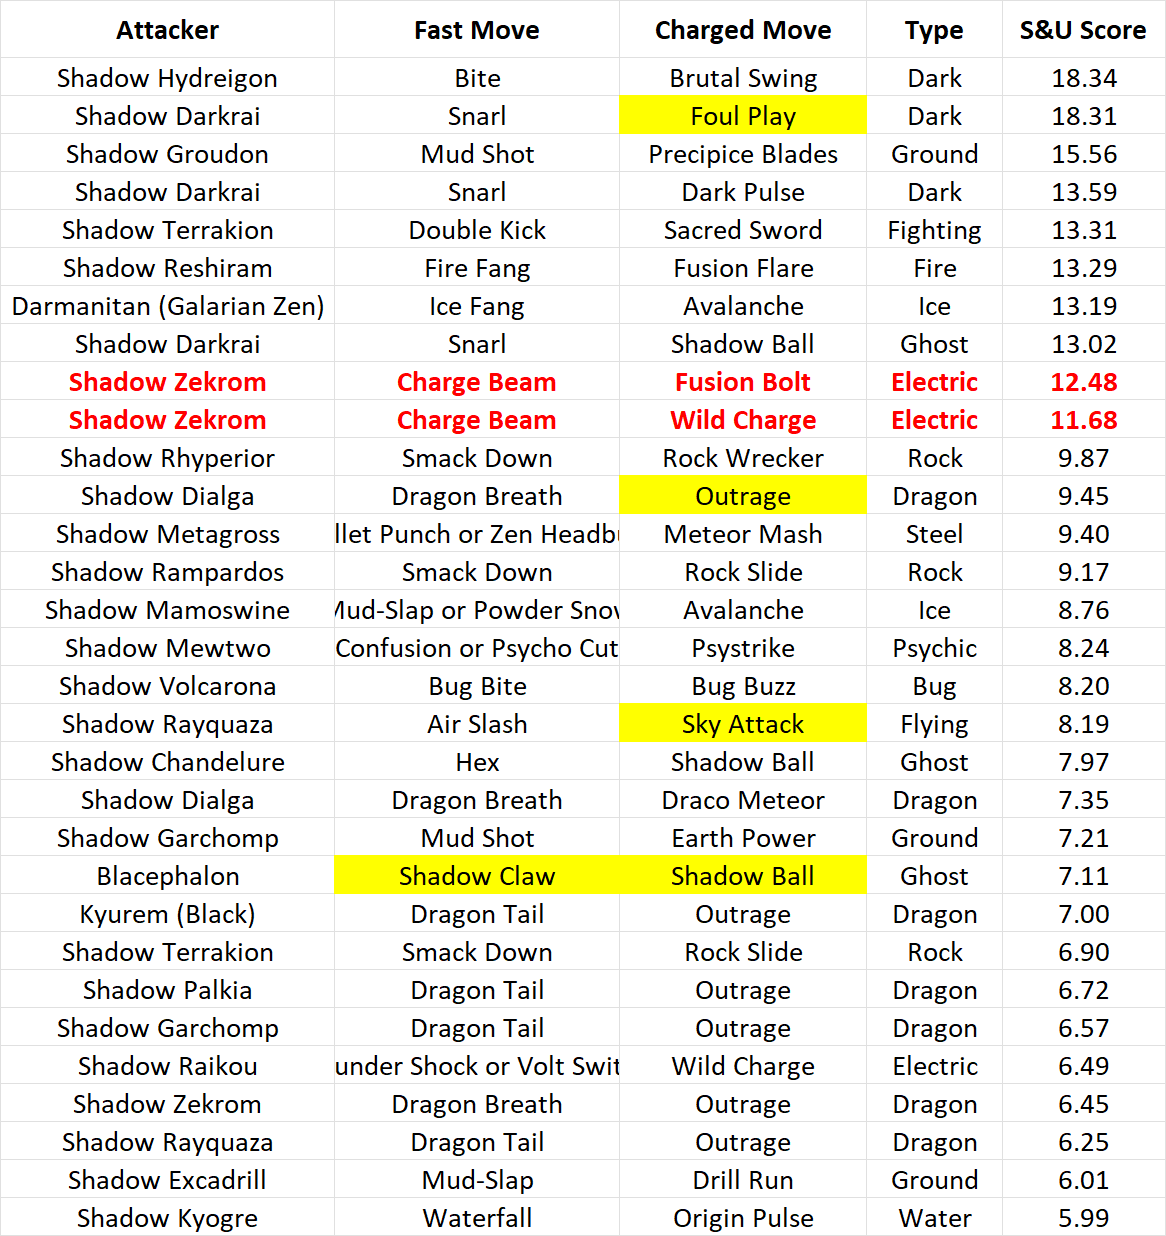 Attacker Fast Move Charged Move Type S&U Score
Shadow Hydreigon Bite Brutal Swing Dark 18.34
Shadow Darkrai Snarl Foul Play Dark 18.31
Shadow Groudon Mud Shot Precipice Blades Ground 15.56
Shadow Darkrai Snarl Dark Pulse Dark 13.59
Shadow Terrakion Double Kick Sacred Sword Fighting 13.31
Shadow Reshiram Fire Fang Fusion Flare Fire 13.29
Darmanitan (Galarian Zen) Ice Fang Avalanche Ice 13.19
Shadow Darkrai Snarl Shadow Ball Ghost 13.02
Shadow Zekrom Charge Beam Fusion Bolt Electric 12.48
Shadow Zekrom Charge Beam Wild Charge Electric 11.68
Shadow Rhyperior Smack Down Rock Wrecker Rock 9.87
Shadow Dialga Dragon Breath Outrage Dragon 9.45
Shadow Metagross llet Punch or Zen Headbu Meteor Mash Steel 9.40
Shadow Rampardos Smack Down Rock Slide Rock 9.17
Shadow Mamoswine Mud-Slap or Powder Snow Avalanche Ice 8.76
Shadow Mewtwo Confusion or Psycho Cut Psystrike Psychic 8.24
Shadow Volcarona Bug Bite Bug Buzz Bug 8.20
Shadow Rayquaza Air Slash Sky Attack Flying 8.19
Shadow Chandelure Hex Shadow Ball Ghost 7.97
Shadow Dialga Dragon Breath Draco Meteor Dragon 7.35
Shadow Garchomp Mud Shot Earth Power Ground 7.21
Blacephalon Shadow Claw Shadow Ball Ghost 7.11
Kyurem (Black) Dragon Tail Outrage Dragon 7.00
Shadow Terrakion Smack Down Rock Slide Rock 6.90
Shadow Palkia Dragon Tail Outrage Dragon 6.72
Shadow Garchomp Dragon Tail Outrage Dragon 6.57
Shadow Raikou under Shock or Volt Swit Wild Charge Electric 6.49
Shadow Zekrom Dragon Breath Outrage Dragon 6.45
Shadow Rayquaza Dragon Tail Outrage Dragon 6.25
Shadow Excadrill Mud-Slap Drill Run Ground 6.01
Shadow Kyogre Waterfall Origin Pulse Water 5.99